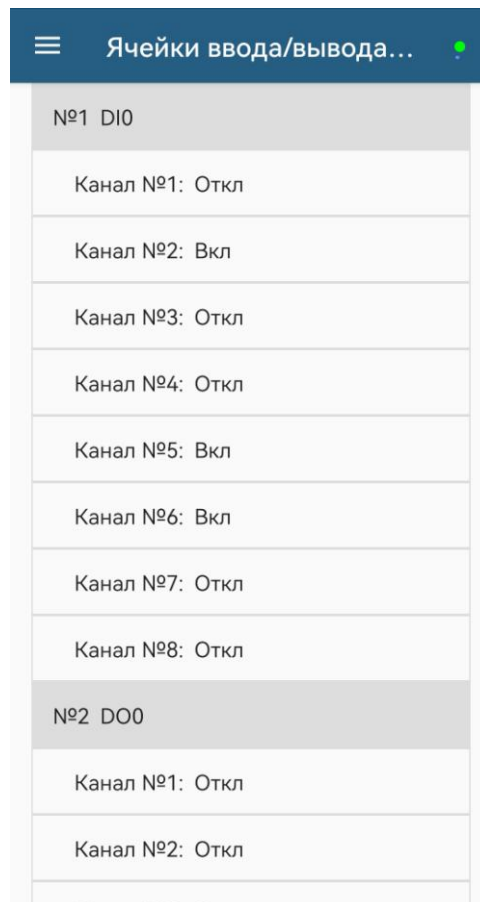 Ячейки ввода/вывода...
№1 DI0
Канал №1: Откл
Канал №2: Вкл
Канал №3: Откл
Канал №4: Откл
Канал №5: Вкл
Канал №6: Вкл
Канал №7: Откл
Канал №8: Откл
№2 DO0
Канал №1: Откл
Канал №2: Откл